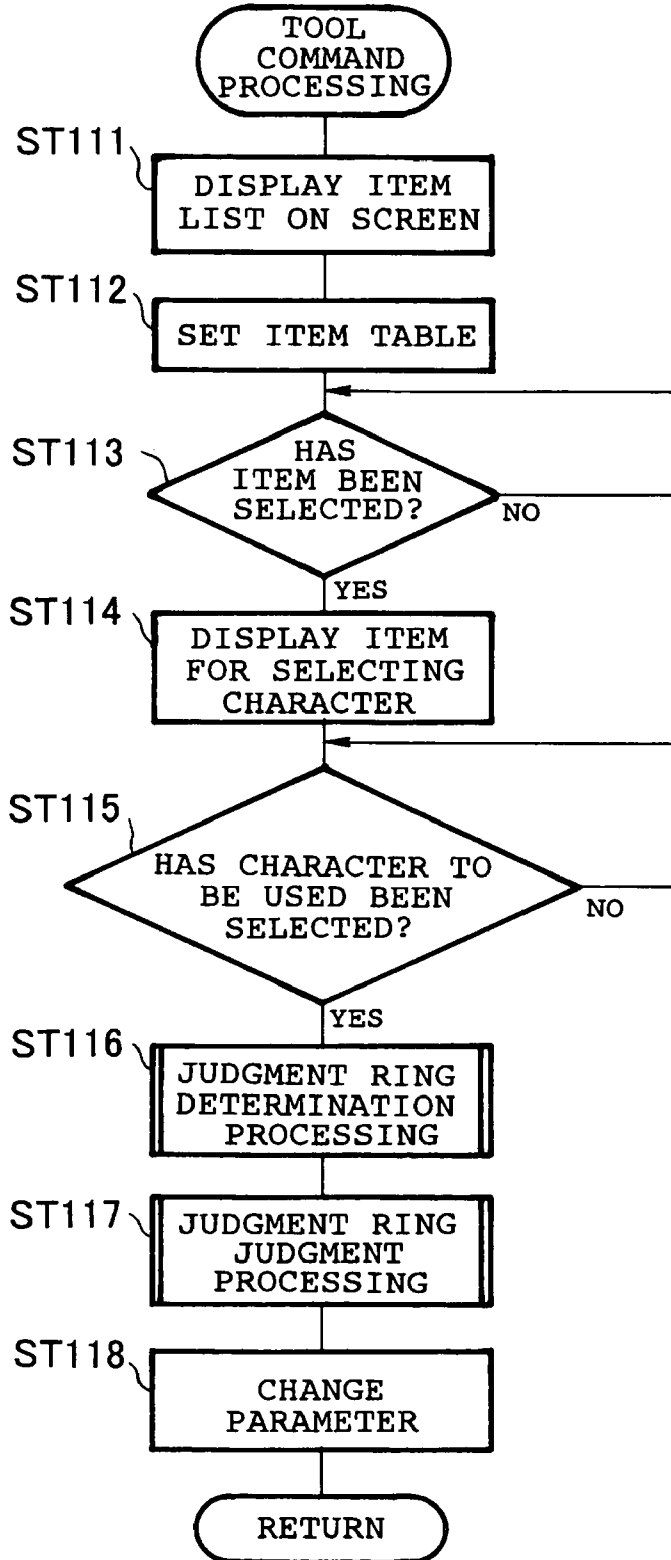 TOOL
COMMAND
PROCESSING
ST111
DISPLAY ITEM
LIST ON SCREEN
ST112
SET ITEM TABLE
ST113
HAS
ITEM BEEN
SELECTED?
NO
YES
ST114
DISPLAY ITEM
FOR SELECTING
CHARACTER
ST115
HAS CHARACTER TO
BE USED BEEN
SELECTED?
NO
YES
ST116
JUDGMENT RING
DETERMINATION
PROCESSING
ST117
JUDGMENT RING
JUDGMENT
PROCESSING
ST118
CHANGE
PARAMETER
RETURN